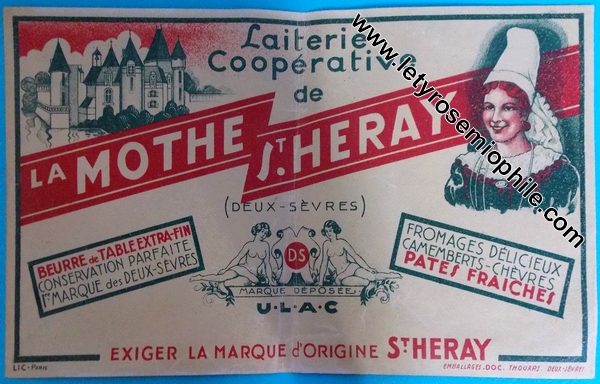 Laiterie
Coopérative
de
LA MOTHE ST. HERAY
(DEUX-SÈVRES)
BEURRE de TABLE EXTRA-FIN
CONSERVATION PARFAITE
1re MARQUE des DEUX-SÈVRES
DS
MARQUE DÉPOSÉE
U·L·A·C
FROMAGES DÉLICIEUX
CAMEMBERTS-CHÈVRES
PATES FRAICHES
EXIGER LA MARQUE d'ORIGINE ST HERAY
LIC-PARIS
EMBALLAGES. DOC. THOUARS. DEUX-SÈVRES
www.letyrosemiophile.com